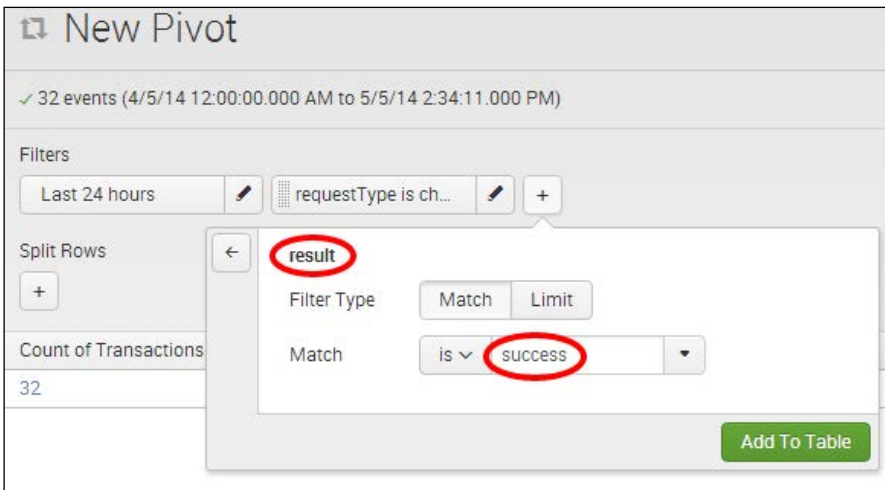 New Pivot
✓ 32 events (4/5/14 12:00:00.000 AM to 5/5/14 2:34:11.000 PM)
Filters
Last 24 hours requestType is ch... +
Split Rows
+
← result
Filter Type Match Limit
Match is success
Count of Transactions
32
Add To Table